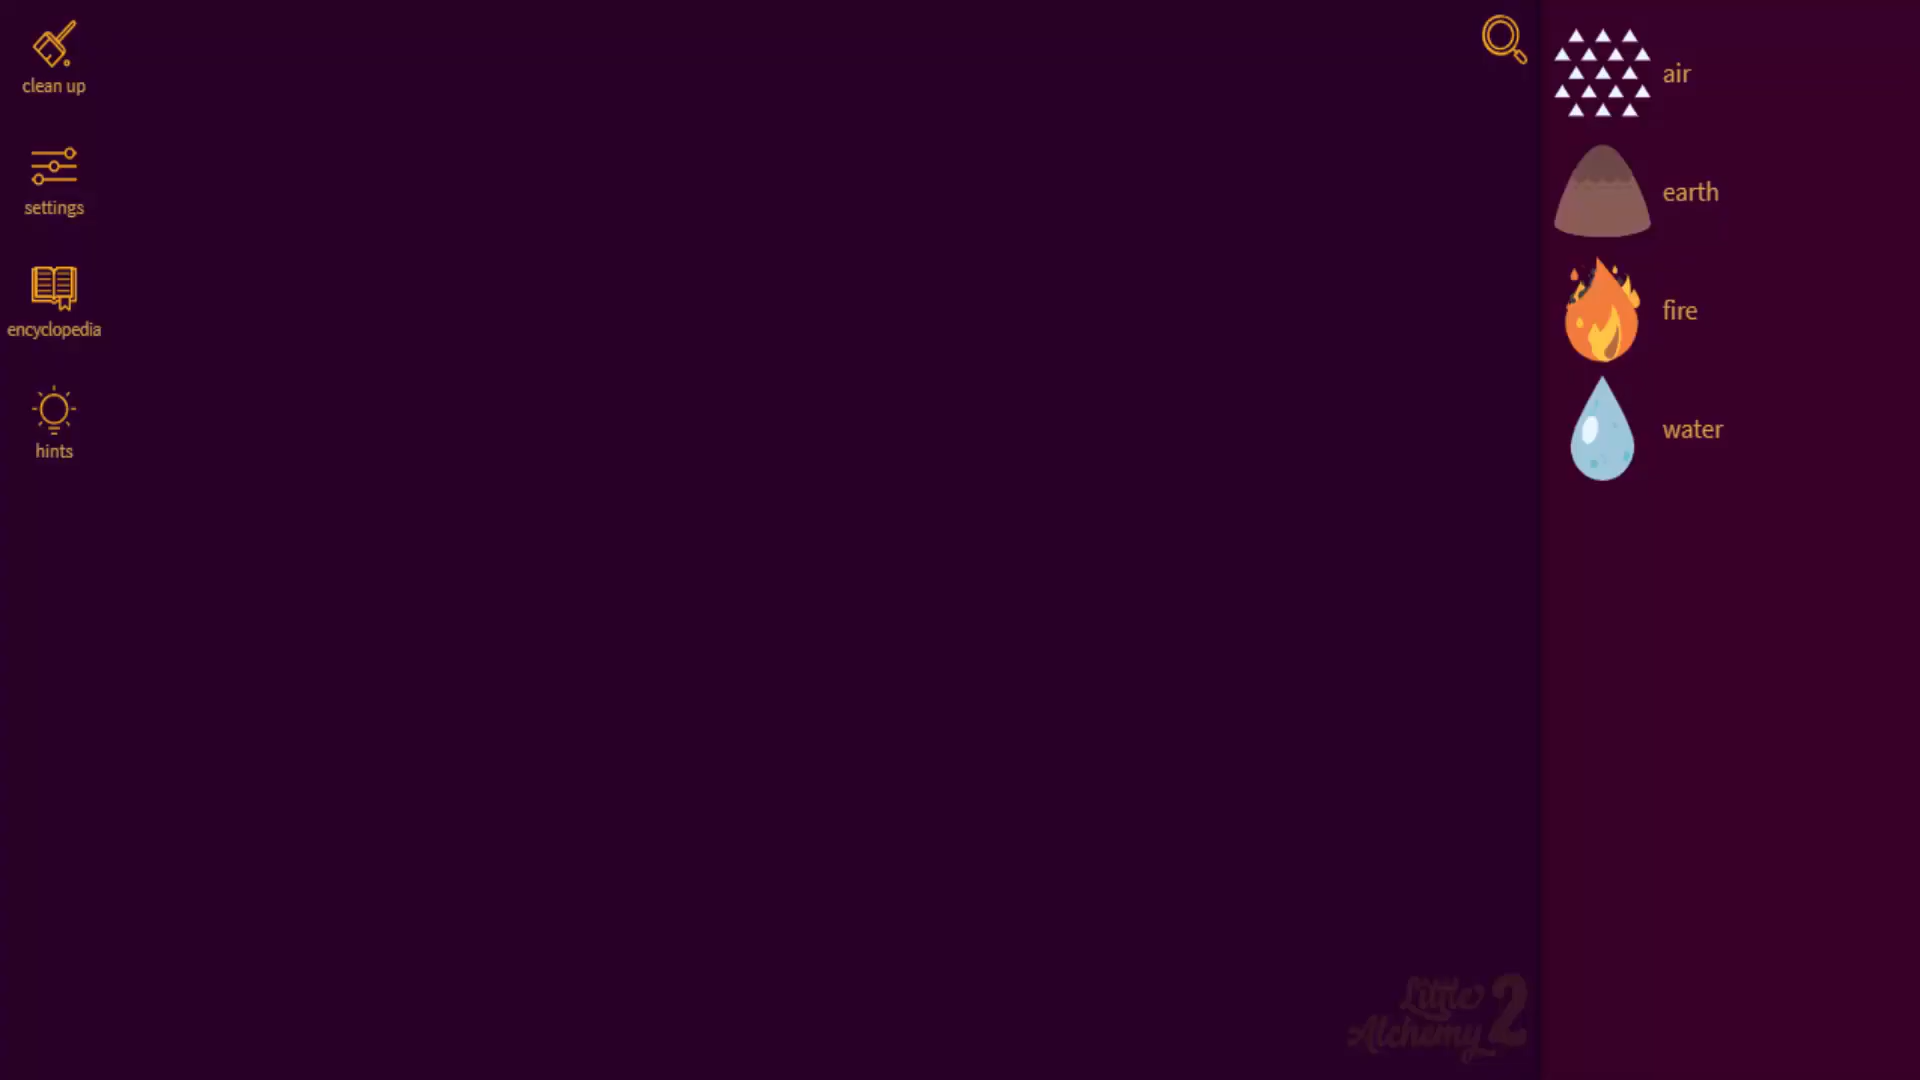 clean up
settings
encyclopedia
hints
air
earth
fire
water
Little
Alchemy 2